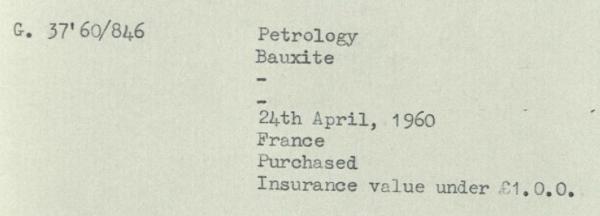 G. 37'60/846
Petrology
Bauxite
-
-
24th April, 1960
France
Purchased
Insurance value under £1.0.0.